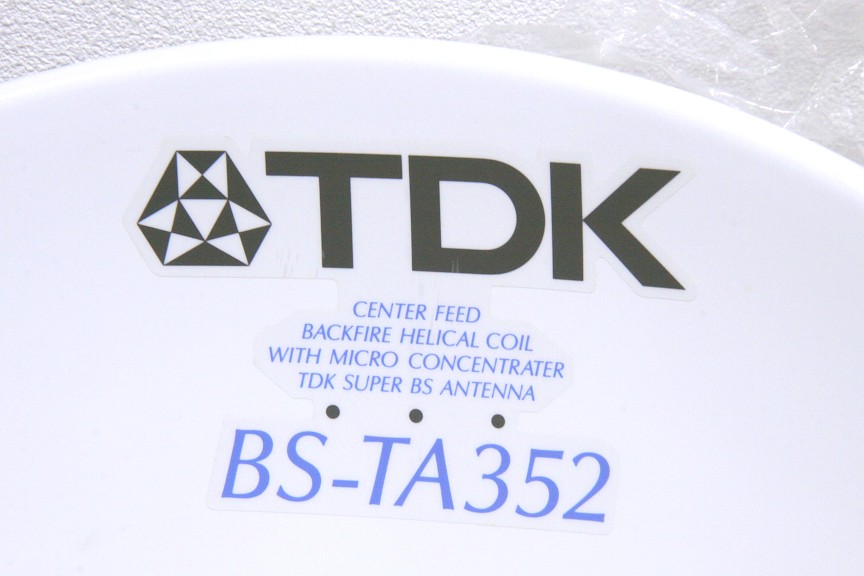 TDK
CENTER FEED
BACKFIRE HELICAL COIL
WITH MICRO CONCENTRATER
TDK SUPER BS ANTENNA
BS-TA352